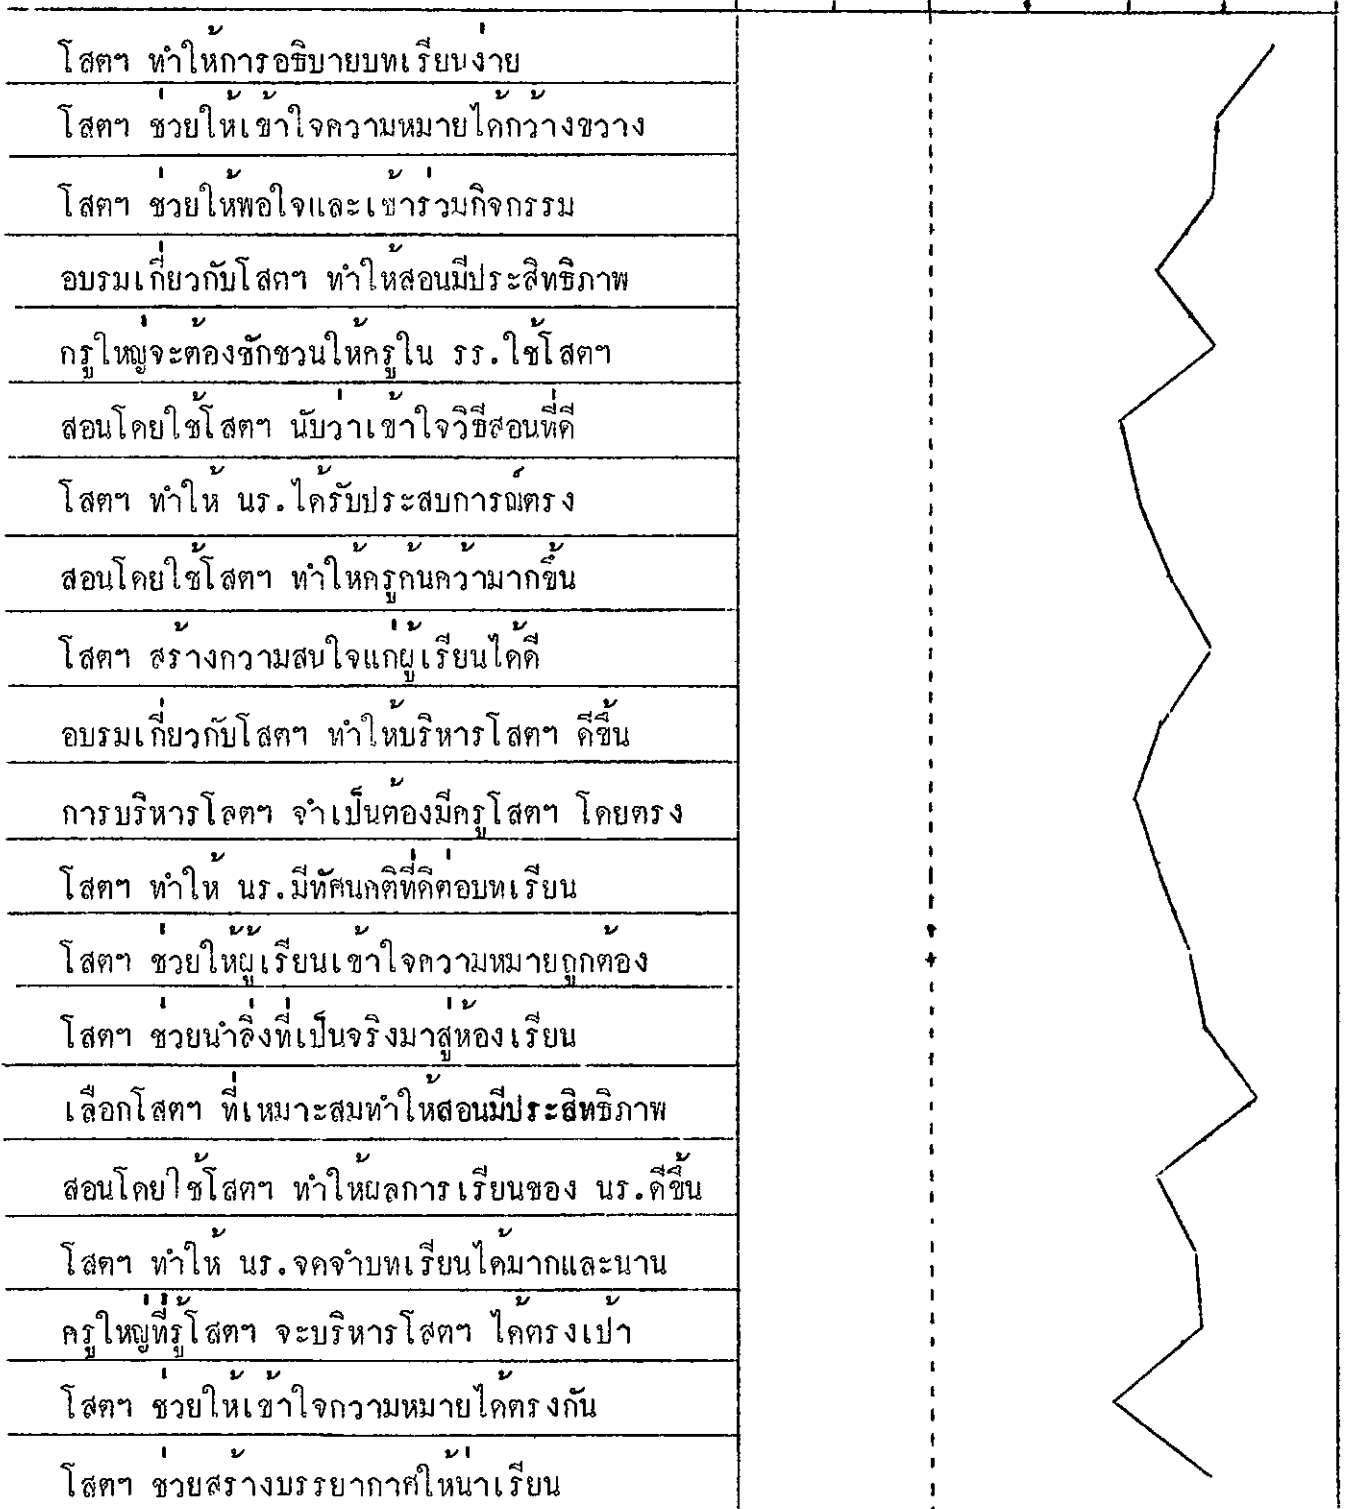 โสตฯ ทำให้การอธิบายบทเรียนง่าย
โสตฯ ช่วยให้เข้าใจความหมายได้กว้างขวาง
โสตฯ ช่วยให้พอใจและเข้าร่วมกิจกรรม
อบรมเกี่ยวกับโสตฯ ทำให้สอนมีประสิทธิภาพ
ครูใหญ่จะต้องชักชวนให้ครูใน รร.ใช้โสตฯ
สอนโดยใช้โสตฯ นับว่าเข้าใจวิธีสอนที่ดี
โสตฯ ทำให้ นร.ได้รับประสบการณ์ตรง
สอนโดยใช้โสตฯ ทำให้ครูค้นคว้ามากขึ้น
โสตฯ สร้างความสนใจแก่ผู้เรียนได้ดี
อบรมเกี่ยวกับโสตฯ ทำให้บริหารโสตฯ ดีขึ้น
การบริหารโสตฯ จำเป็นต้องมีครูโสตฯ โดยตรง
โสตฯ ทำให้ นร.มีทัศนคติที่ดีต่อบทเรียน
โสตฯ ช่วยให้ผู้เรียนเข้าใจความหมายถูกต้อง
โสตฯ ช่วยนำสิ่งที่เป็นจริงมาสู่ห้องเรียน
เลือกโสตฯ ที่เหมาะสมทำให้สอนมีประสิทธิภาพ
สอนโดยใช้โสตฯ ทำให้ผลการเรียนของ นร.ดีขึ้น
โสตฯ ทำให้ นร.จดจำบทเรียนได้มากและนาน
ครูใหญ่ที่รู้โสตฯ จะบริหารโสตฯ ได้ตรงเป้า
โสตฯ ช่วยให้เข้าใจความหมายได้ตรงกัน
โสตฯ ช่วยสร้างบรรยากาศให้น่าเรียน